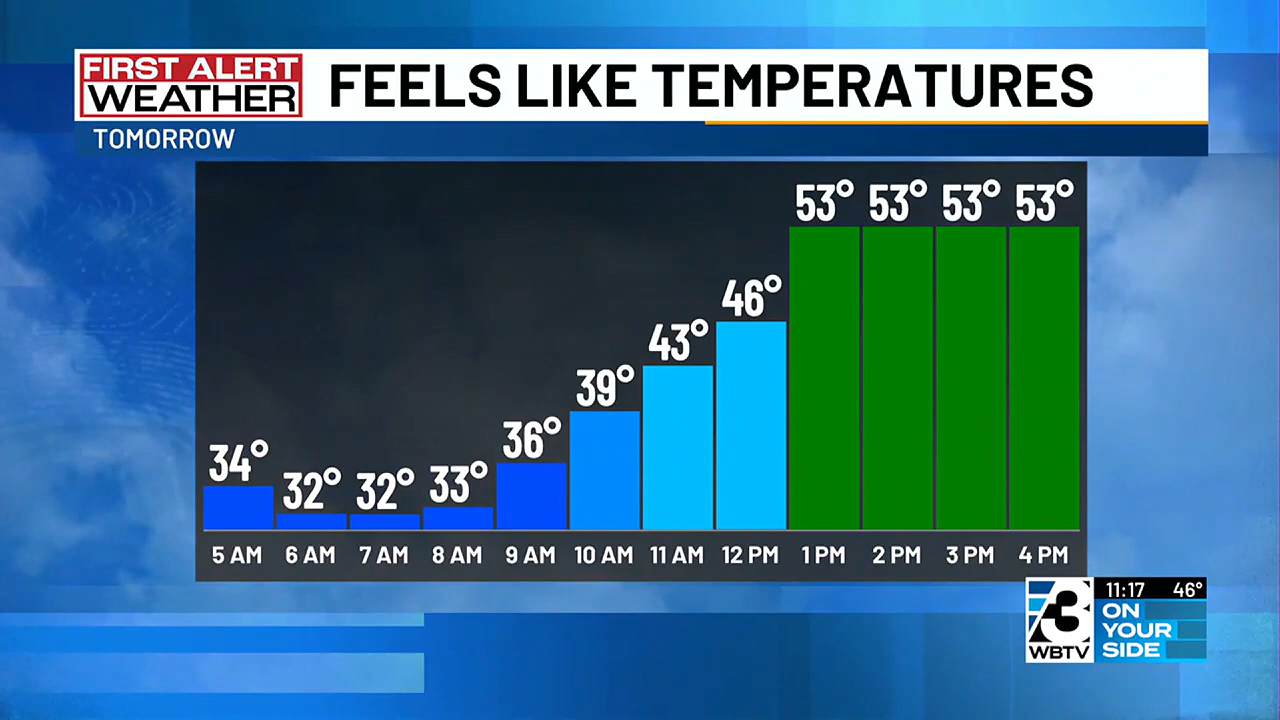 FIRST ALERT
WEATHER
FEELS LIKE TEMPERATURES
TOMORROW
34° 32° 32° 33° 36° 39° 43° 46° 53° 53° 53° 53°
5 AM 6 AM 7 AM 8 AM 9 AM 10 AM 11 AM 12 PM 1 PM 2 PM 3 PM 4 PM
3
WBTV
11:17 46°
ON
YOUR
SIDE